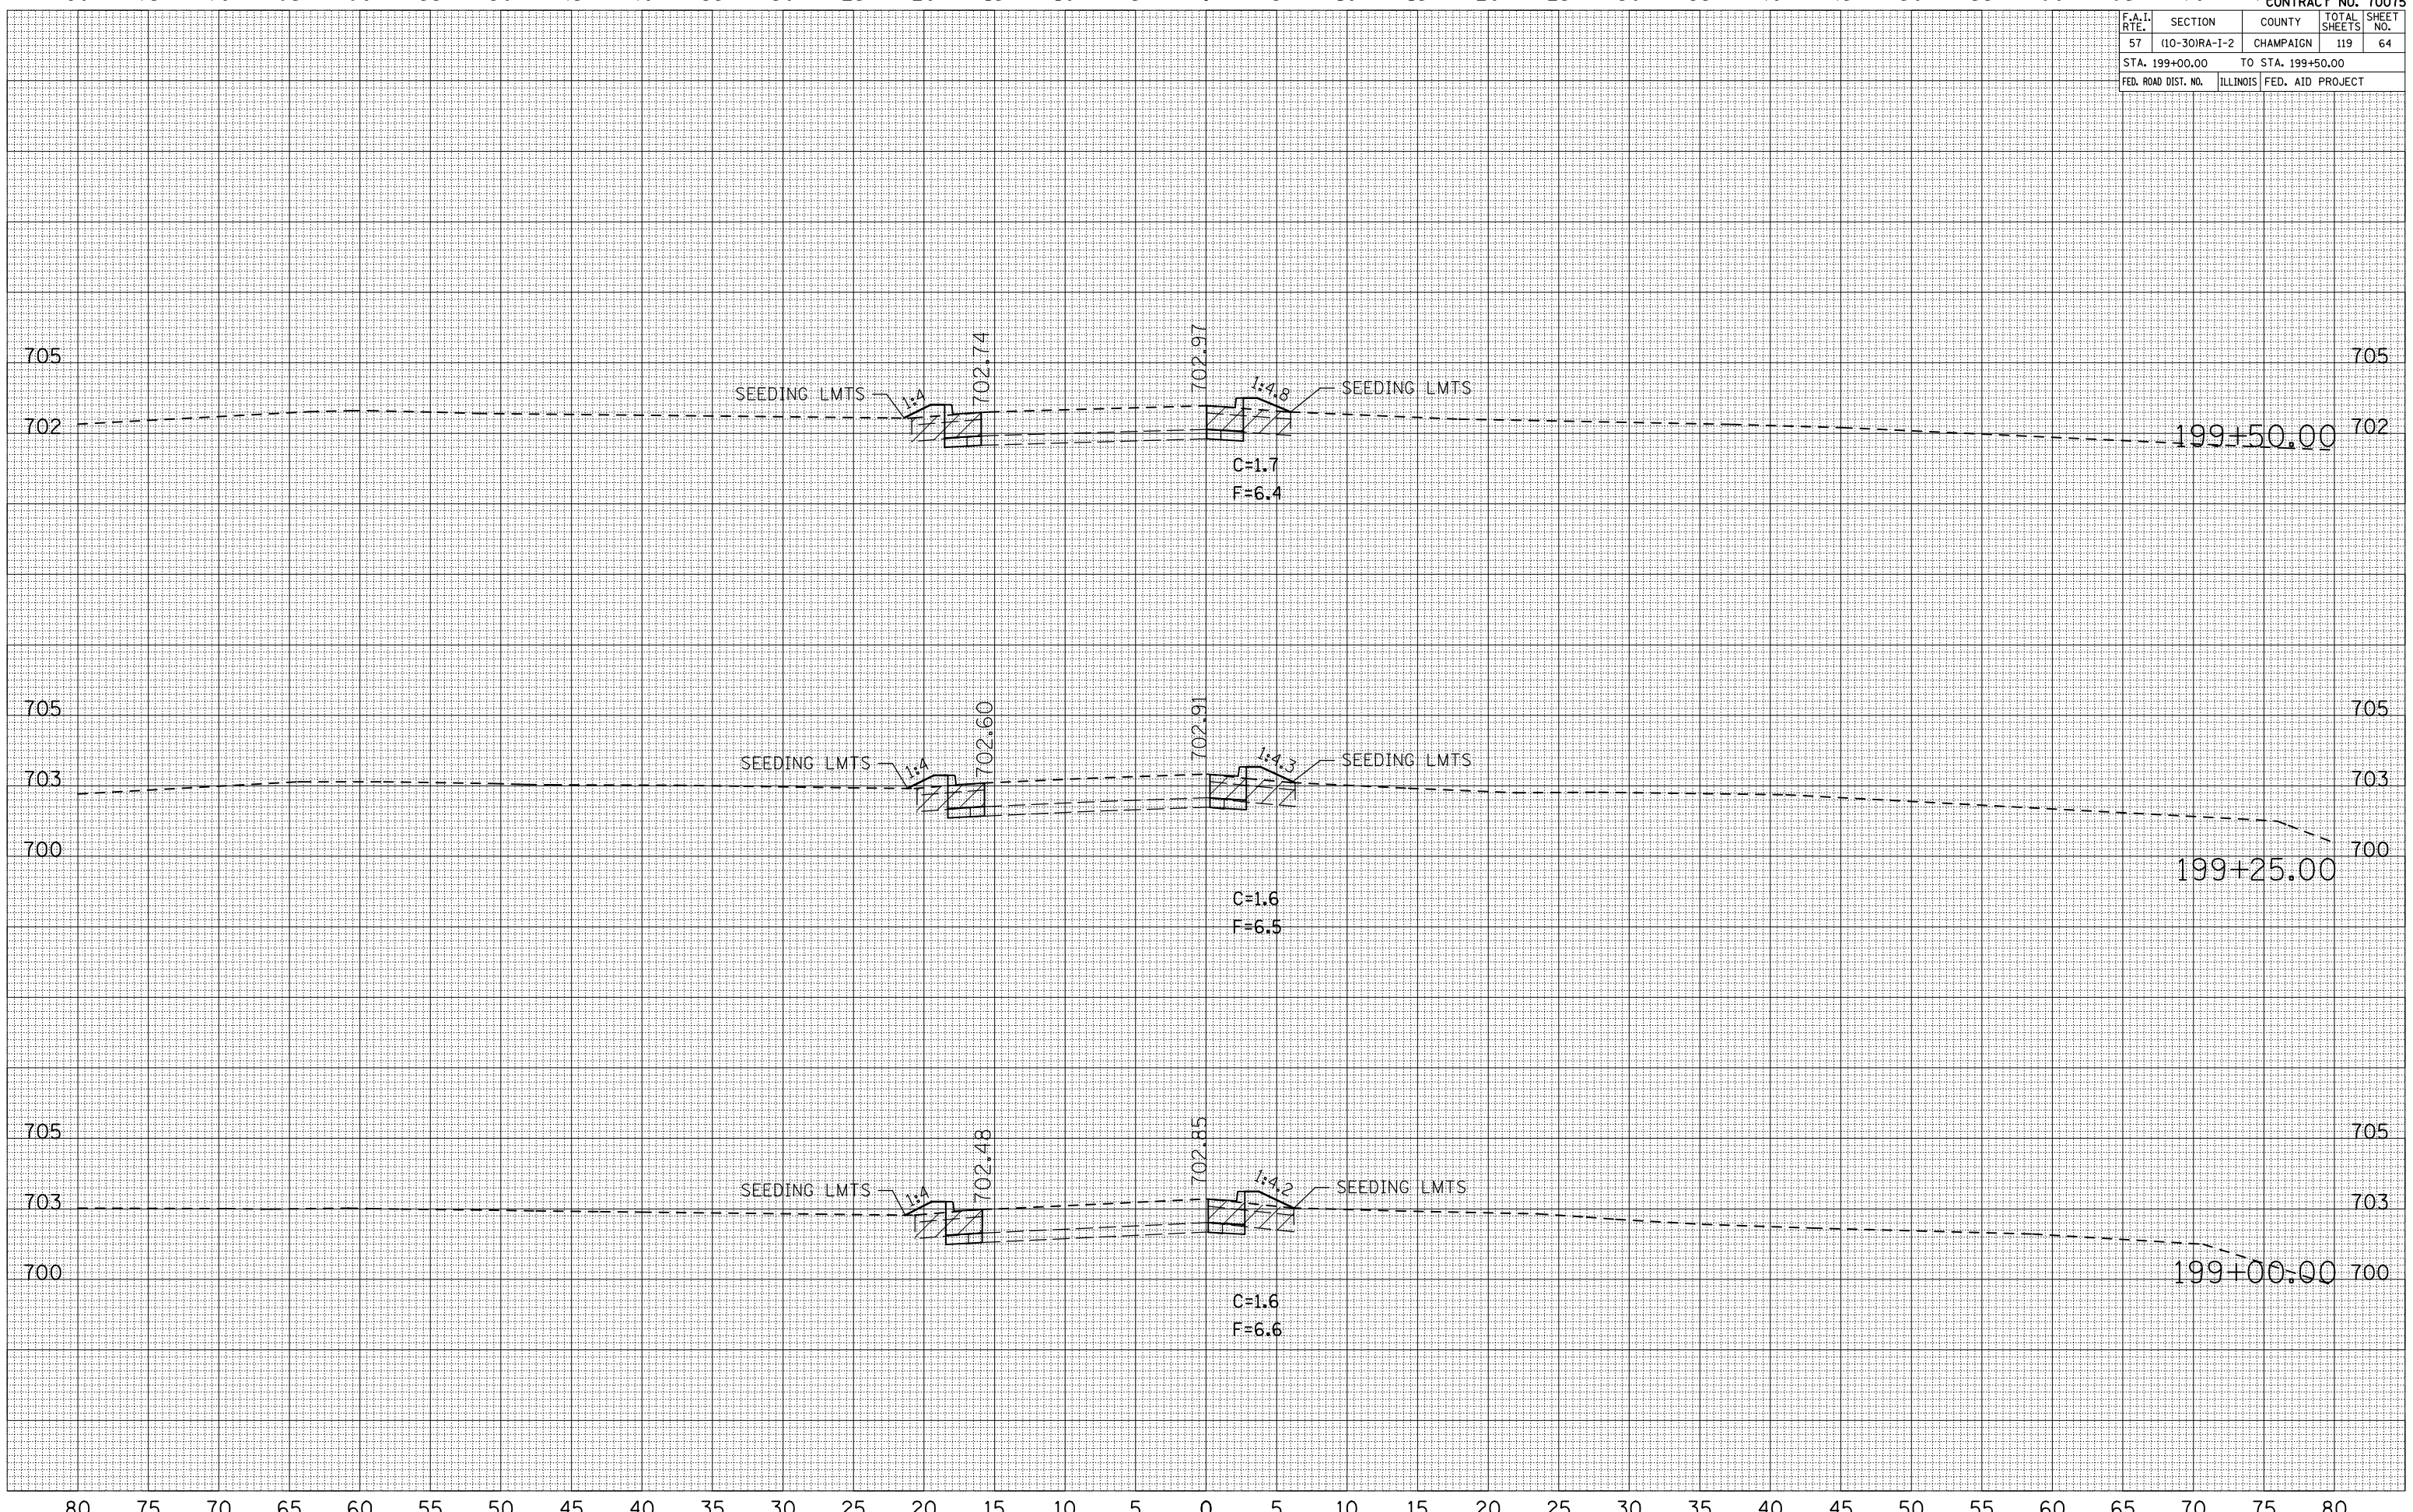 CONTRACT NO. 70075
F.A.I. RTE. SECTION COUNTY TOTAL SHEETS SHEET NO.
57 (10-30)RA-I-2 CHAMPAIGN 119 64
STA. 199+00.00 TO STA. 199+50.00
FED. ROAD DIST. NO. ILLINOIS FED. AID PROJECT
702.74 702.97
705 705
SEEDING LMTS 1:4 1:4.8 SEEDING LMTS
702 199+50.00 702
C=1.7
F=6.4
702.60 702.91
705 705
SEEDING LMTS 1:4 1:4.3 SEEDING LMTS
703 703
700 700
199+25.00
C=1.6
F=6.5
702.48 702.85
705 705
SEEDING LMTS 1:4 1:4.2 SEEDING LMTS
703 703
700 199+00.00 700
C=1.6
F=6.6
80 75 70 65 60 55 50 45 40 35 30 25 20 15 10 5 0 5 10 15 20 25 30 35 40 45 50 55 60 65 70 75 80